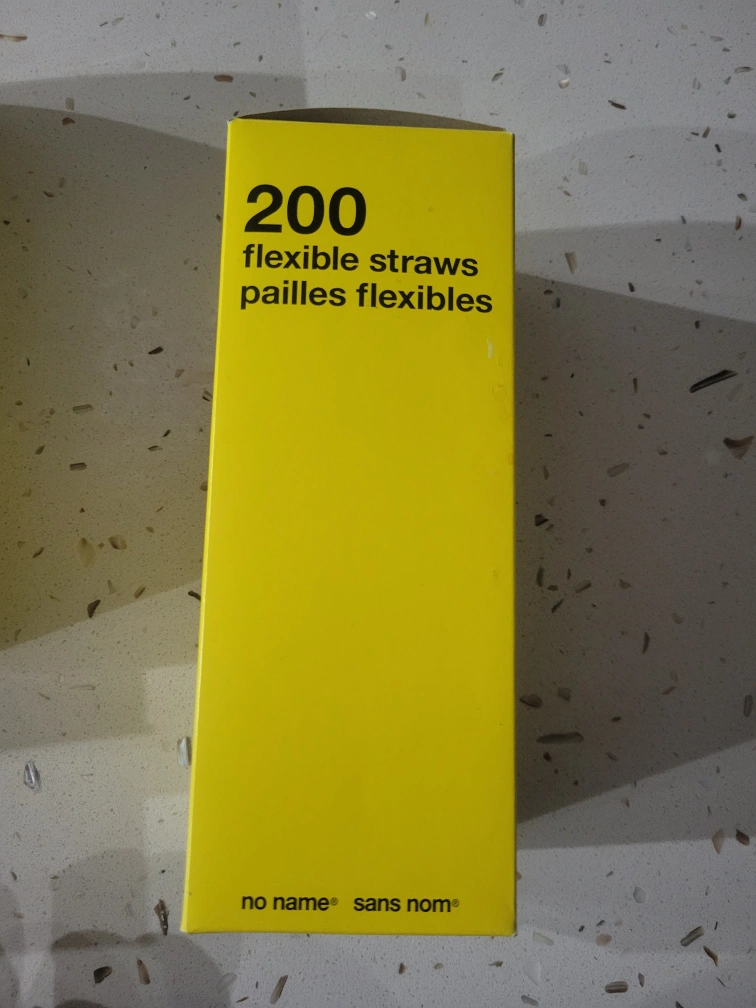 200
flexible straws
pailles flexibles
no name® sans nom®